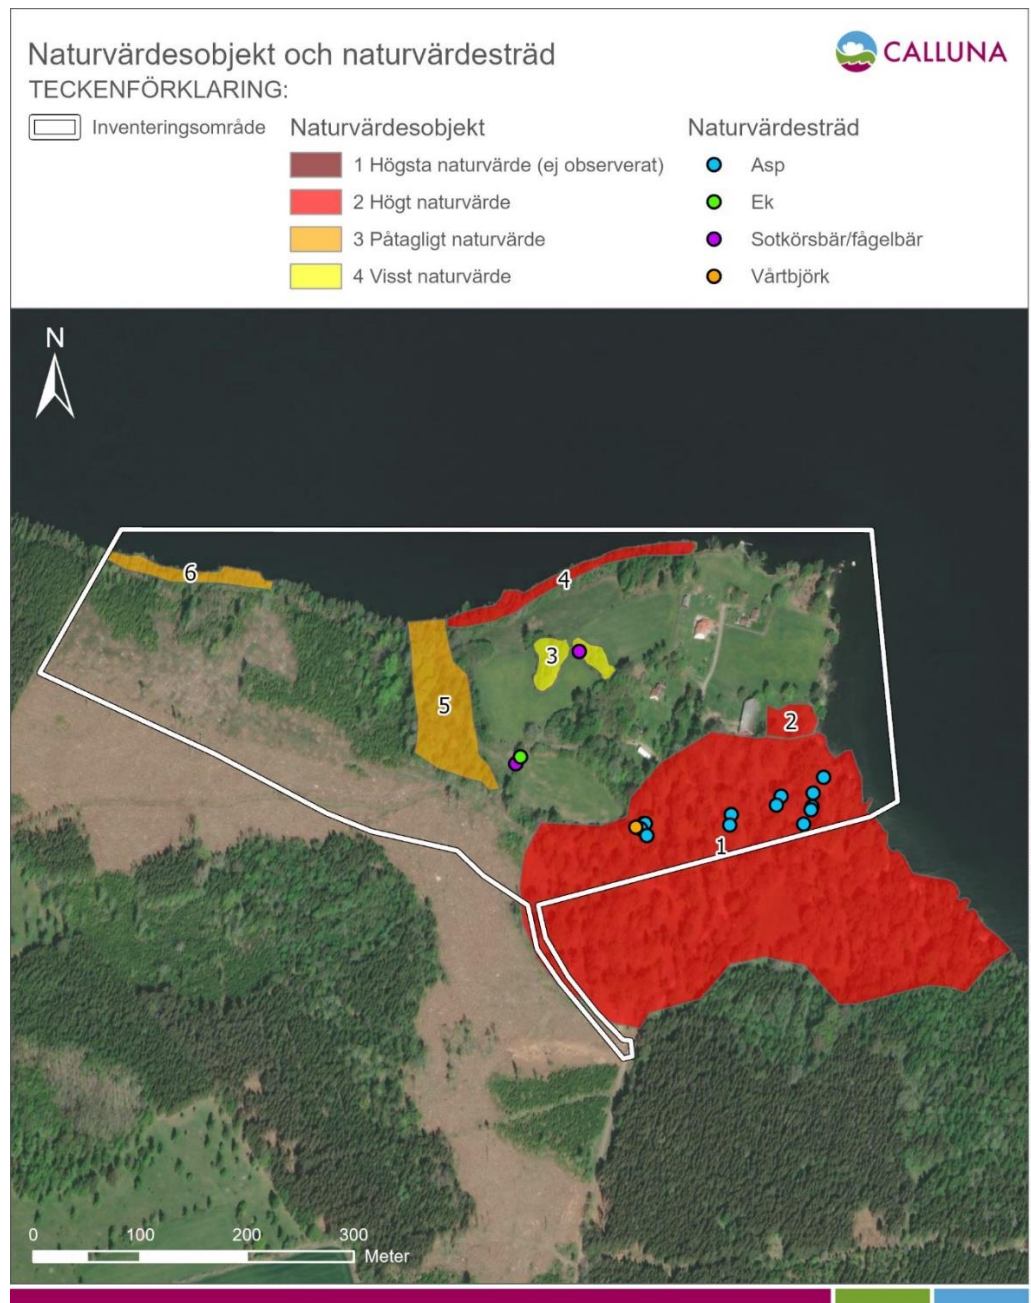 Naturvärdesobjekt och naturvärdesträd
CALLUNA
TECKENFÖRKLARING:
Inventeringsområde
Naturvärdesobjekt
1 Högsta naturvärde (ej observerat)
2 Högt naturvärde
3 Påtagligt naturvärde
4 Visst naturvärde
Naturvärdesträd
Asp
Ek
Sotkörsbär/fågelbär
Vårtbjörk
N
6
4
3
5
2
1
0 100 200 300
Meter